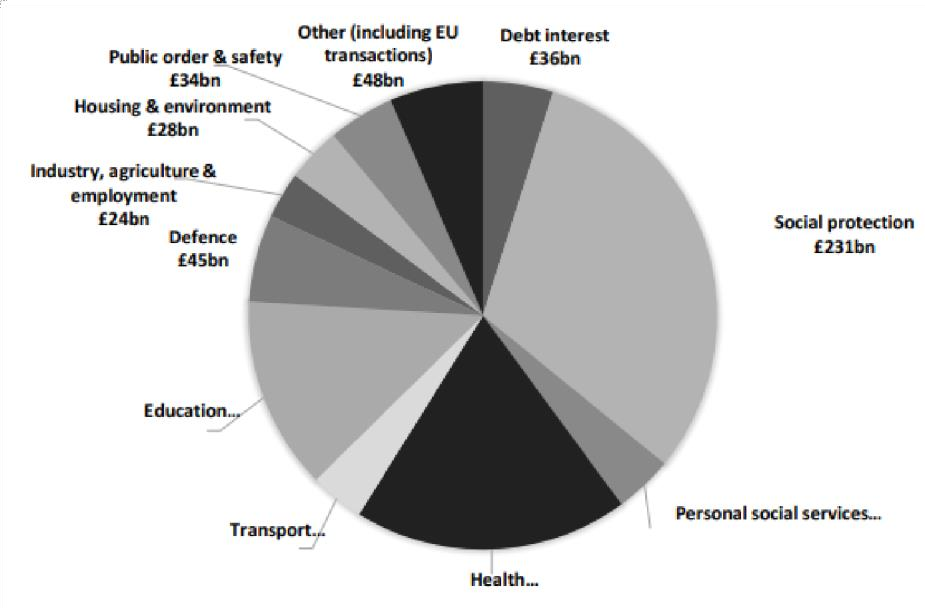 Other (including EU
transactions)
£48bn
Debt interest
£36bn
Public order & safety
£34bn
Housing & environment
£28bn
Industry, agriculture &
employment
£24bn
Defence
£45bn
Social protection
£231bn
Education…
Personal social services…
Transport…
Health…